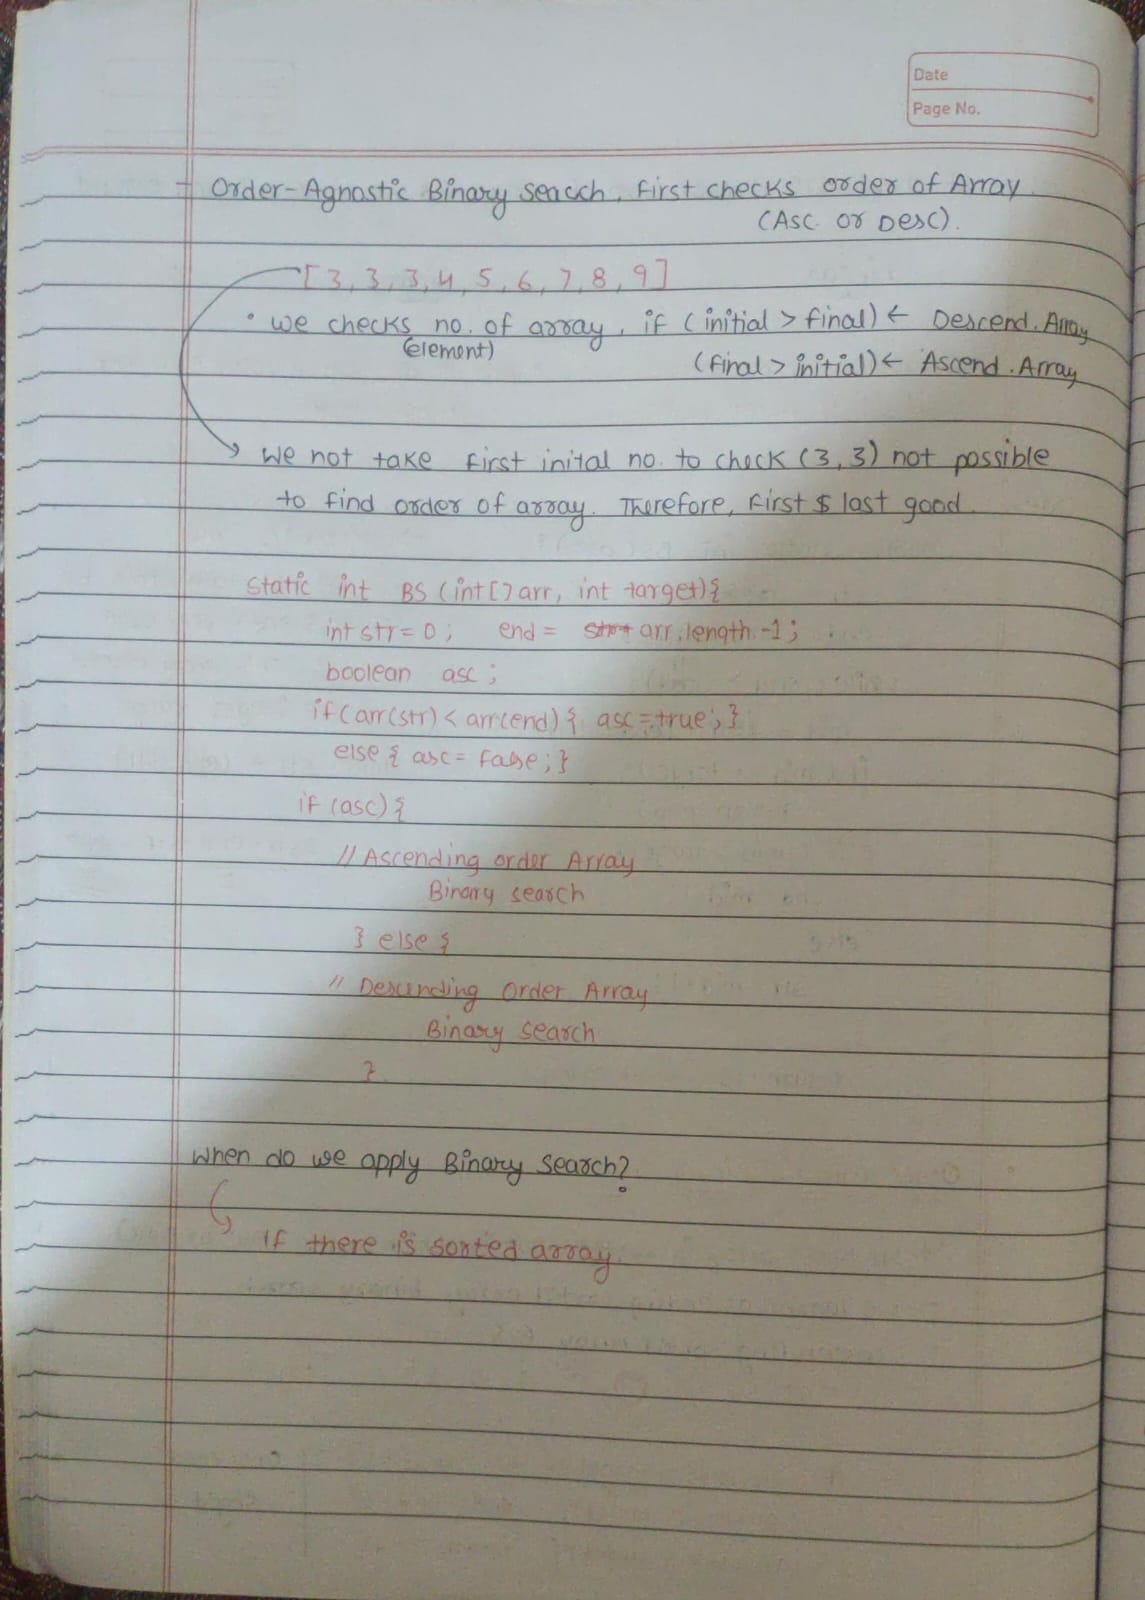 Date
Page No.
- Order-Agnostic Binary Seacch, First checks order of Array
(Asc. or Desc).
[3, 3, 3, 4, 5, 6, 7, 8, 9]
• We checks no. of array, if (initial > final) ← Descend. Array
(element)
(final > initial) ← Ascend. Array
We not take first inital no. to check (3, 3) not possible
to find order of array. Therefore, First $ last good.
Static int BS (int[] arr, int target){
int str = 0; end = arr.length -1;
boolean asc;
if(arr(str) < arr(end) { asc = true; }
else { asc = False; }
if (asc) {
// Ascending order Array
Binary search
} else {
// Descending Order Array
Binary Search
}
When do we apply Binary Search?
If there is sorted array.